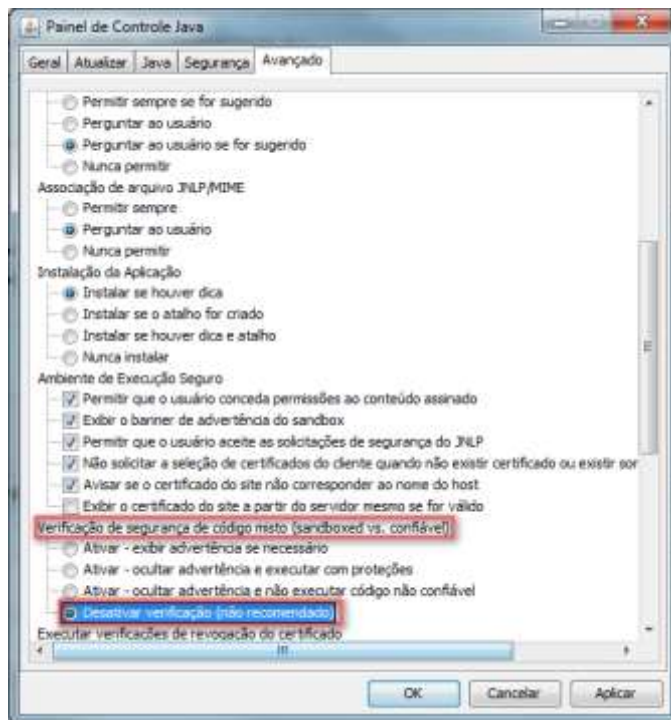 Painel de Controle Java
Geral Atualizar Java Segurança Avançado
Permitir sempre se for sugerido
Perguntar ao usuário
Perguntar ao usuário se for sugerido
Nunca permitir
Associação de arquivo JNLP/MIME
Permitir sempre
Perguntar ao usuário
Nunca permitir
Instalação da Aplicação
Instalar se houver dica
Instalar se o atalho for criado
Instalar se houver dica e atalho
Nunca instalar
Ambiente de Execução Seguro
Permitir que o usuário conceda permissões ao conteúdo assinado
Exibir o banner de advertência do sandbox
Permitir que o usuário aceite as solicitações de segurança do JNLP
Não solicitar a seleção de certificados do cliente quando não existir certificado ou existir sor
Avisar se o certificado do site não corresponder ao nome do host
Exibir o certificado do site a partir do servidor mesmo se for válido
Verificação de segurança de código misto (sandboxed vs. confiável)
Ativar - exibir advertência se necessário
Ativar - ocultar advertência e executar com proteções
Ativar - ocultar advertência e não executar código não confiável
Desativar verificação (não recomendado)
Executar verificações de revogação do certificado
OK Cancelar Aplicar